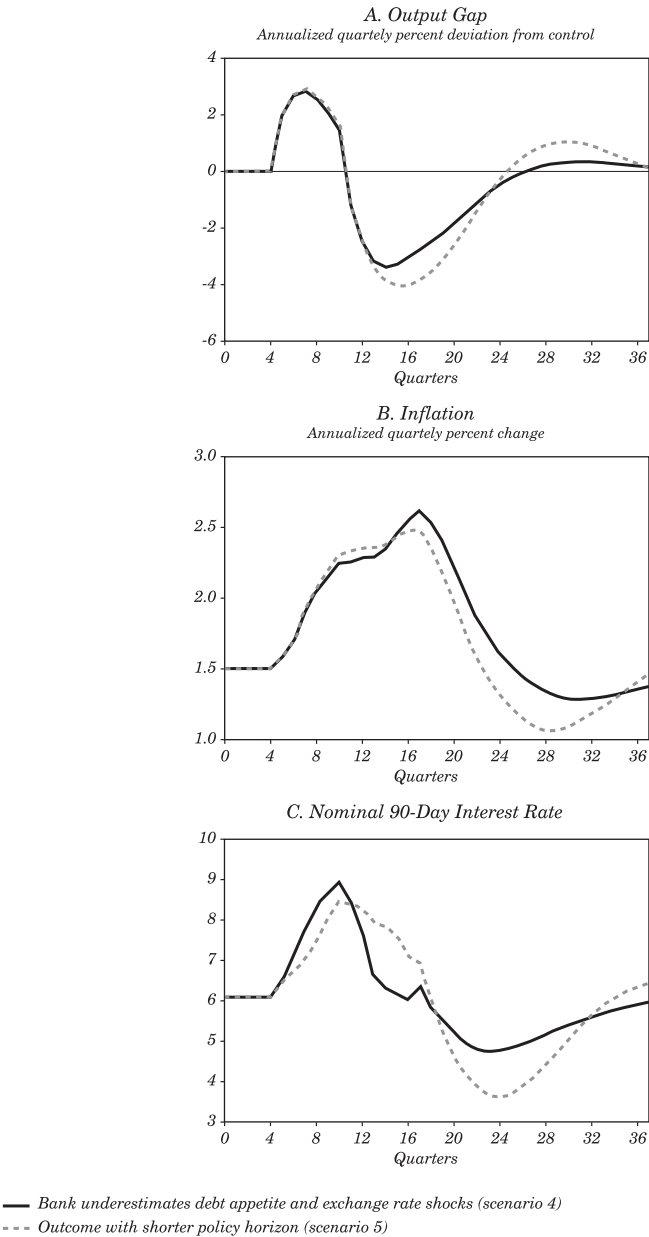 A. Output Gap
Annualized quartely percent deviation from control
4
2
0
-2
-4
-6
0 4 8 12 16 20 24 28 32 36
Quarters
B. Inflation
Annualized quartely percent change
3.0
2.5
2.0
1.5
1.0
0 4 8 12 16 20 24 28 32 36
Quarters
C. Nominal 90-Day Interest Rate
10
9
8
7
6
5
4
3
0 4 8 12 16 20 24 28 32 36
Quarters
Bank underestimates debt appetite and exchange rate shocks (scenario 4)
Outcome with shorter policy horizon (scenario 5)